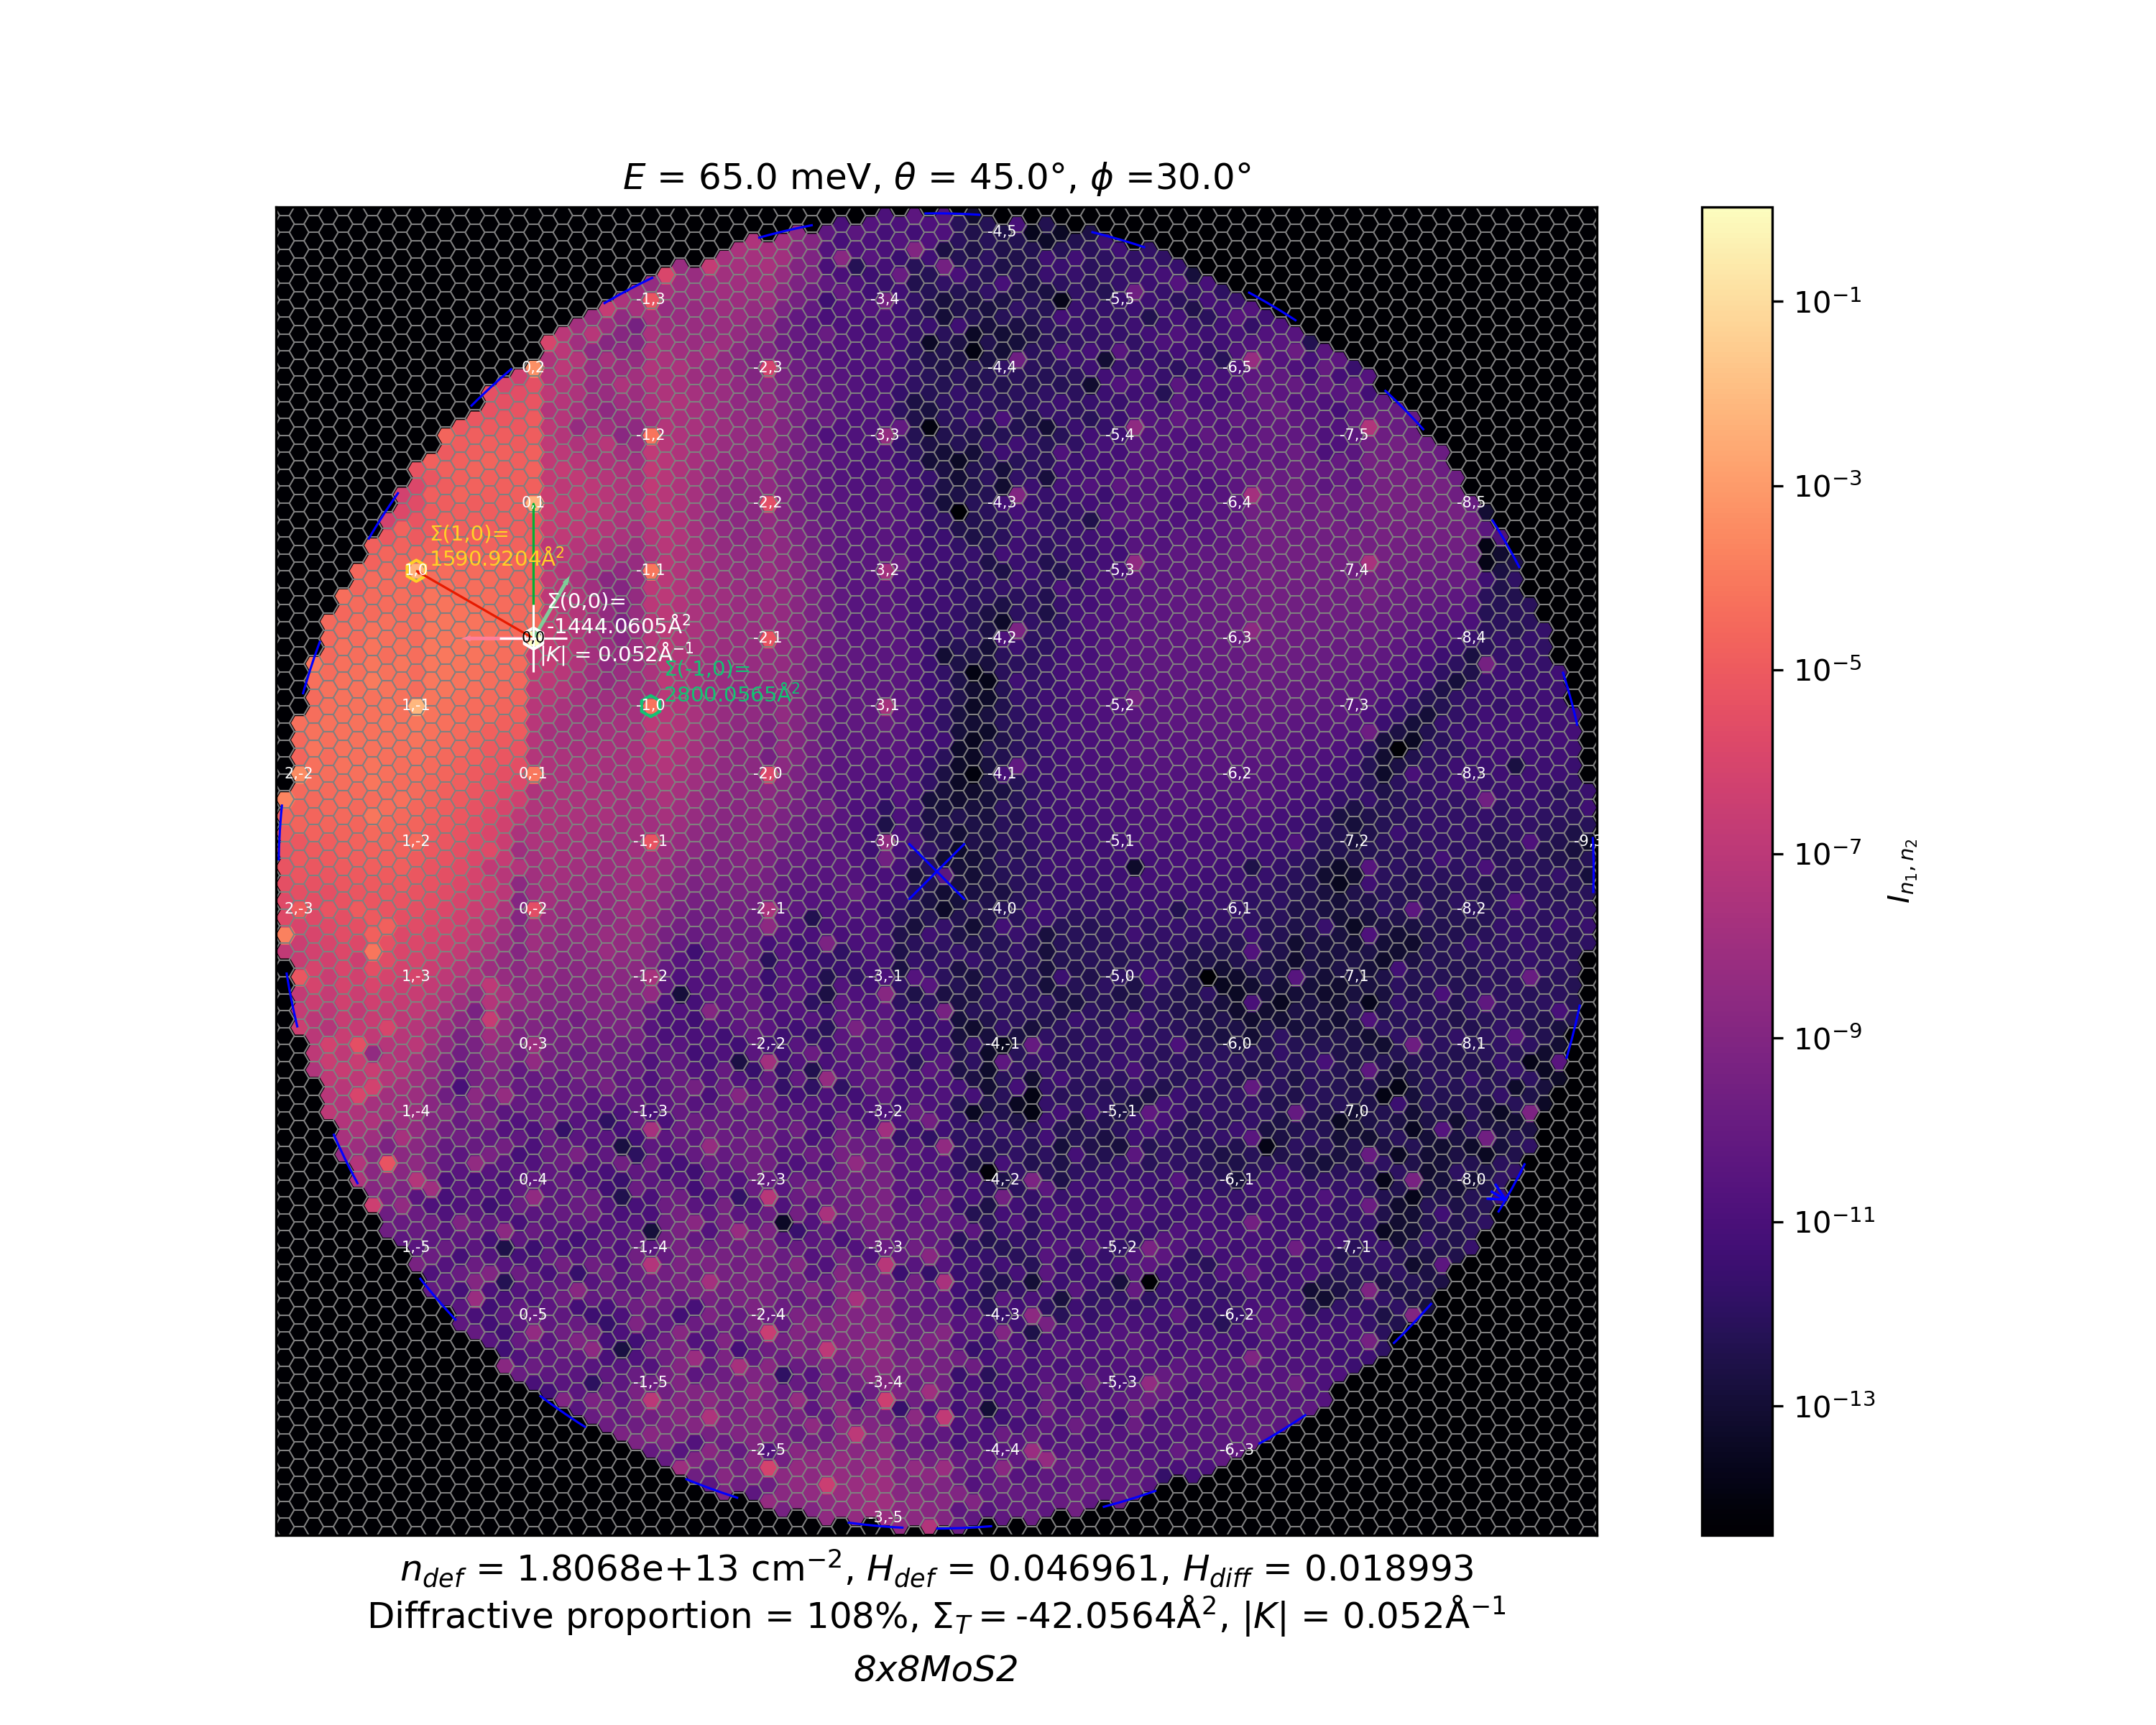 E = 65.0 meV, θ = 45.0°, ϕ =30.0°
-4,5
-1,3 -3,4 -5,5
0,2 -2,3 -4,4 -6,5
-1,2 -3,3 -5,4 -7,5
0,1 -2,2 -4,3 -6,4 -8,5
Σ(1,0)=
1590.9204Å²
1,0 -1,1 -3,2 -5,3 -7,4
Σ(0,0)=
-1444.0605Å²
|K| = 0.052Å⁻¹
0,0 -2,1 -4,2 -6,3 -8,4
Σ(-1,0)=
2800.0565Å²
1,-1 -1,0 -3,1 -5,2 -7,3
2,-2 0,-1 -2,0 -4,1 -6,2 -8,3
1,-2 -1,-1 -3,0 -5,1 -7,2 -9,3
2,-3 0,-2 -2,-1 -4,0 -6,1 -8,2
1,-3 -1,-2 -3,-1 -5,0 -7,1
0,-3 -2,-2 -4,-1 -6,0 -8,1
1,-4 -1,-3 -3,-2 -5,-1 -7,0
0,-4 -2,-3 -4,-2 -6,-1 -8,0
1,-5 -1,-4 -3,-3 -5,-2 -7,-1
0,-5 -2,-4 -4,-3 -6,-2
-1,-5 -3,-4 -5,-3
-2,-5 -4,-4 -6,-3
-3,-5
10⁻¹
10⁻³
10⁻⁵
10⁻⁷
10⁻⁹
10⁻¹¹
10⁻¹³
I_{n₁, n₂}
n_{def} = 1.8068e+13 cm⁻², H_{def} = 0.046961, H_{diff} = 0.018993
Diffractive proportion = 108%, Σ_T = -42.0564Å², |K| = 0.052Å⁻¹
8x8MoS2